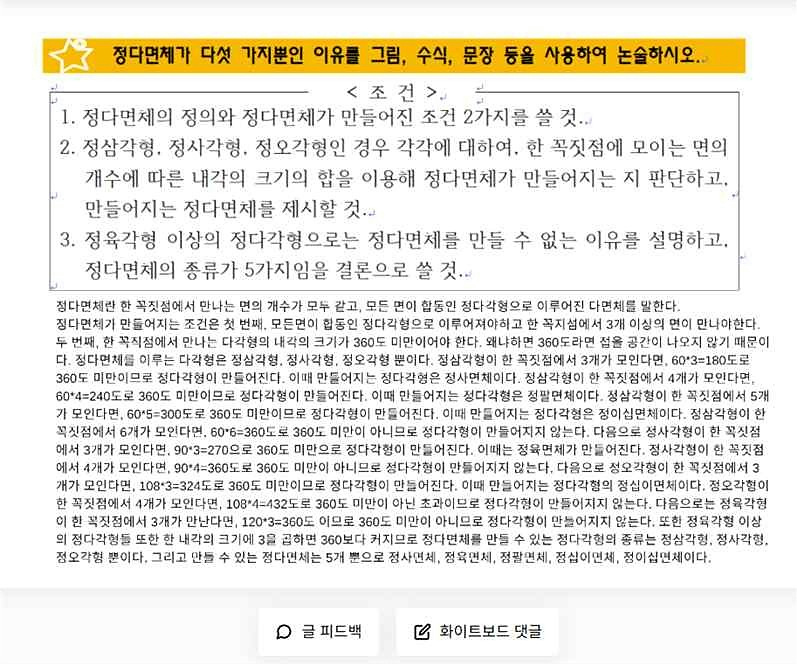 정다면체가 다섯 가지뿐인 이유를 그림, 수식, 문장 등을 사용하여 논술하시오..
< 조 건 >
1. 정다면체의 정의와 정다면체가 만들어진 조건 2가지를 쓸 것..
2. 정삼각형, 정사각형, 정오각형인 경우 각각에 대하여, 한 꼭짓점에 모이는 면의
개수에 따른 내각의 크기의 합을 이용해 정다면체가 만들어지는 지 판단하고,
만들어지는 정다면체를 제시할 것..
3. 정육각형 이상의 정다각형으로는 정다면체를 만들 수 없는 이유를 설명하고,
정다면체의 종류가 5가지임을 결론으로 쓸 것..
정다면체란 한 꼭짓점에서 만나는 면의 개수가 모두 같고, 모든 면이 합동인 정다각형으로 이루어진 다면체를 말한다.
정다면체가 만들어지는 조건은 첫 번째, 모든면이 합동인 정다각형으로 이루어져야하고 한 꼭지섬에서 3개 이상의 면이 만나야한다.
두 번째, 한 꼭직점에서 만나는 다각형의 내각의 크기가 360도 미만이어야 한다. 왜냐하면 360도라면 접을 공간이 나오지 않기 때문이
다. 정다면체를 이루는 다각형은 정삼각형, 정사각형, 정오각형 뿐이다. 정삼각형이 한 꼭짓점에서 3개가 모인다면, 60*3=180도로
360도 미만이므로 정다각형이 만들어진다. 이때 만들어지는 정다각형은 정사면체이다. 정삼각형이 한 꼭짓점에서 4개가 모인다면,
60*4=240도로 360도 미만이므로 정다각형이 만들어진다. 이때 만들어지는 정다각형은 정팔면체이다. 정삼각형이 한 꼭짓점에서 5개
가 모인다면, 60*5=300도로 360도 미만이므로 정다각형이 만들어진다. 이때 만들어지는 정다각형은 정이십면체이다. 정삼각형이 한
꼭짓점에서 6개가 모인다면, 60*6=360도로 360도 미만이 아니므로 정다각형이 만들어지지 않는다. 다음으로 정사각형이 한 꼭짓점
에서 3개가 모인다면, 90*3=270으로 360도 미만으로 정다각형이 만들어진다. 이때는 정육면체가 만들어진다. 정사각형이 한 꼭짓점
에서 4개가 모인다면, 90*4=360도로 360도 미만이 아니므로 정다각형이 만들어지지 않는다. 다음으로 정오각형이 한 꼭짓점에서 3
개가 모인다면, 108*3=324도로 360도 미만이므로 정다각형이 만들어진다. 이때 만들어지는 정다각형의 정십이면체이다. 정오각형이
한 꼭짓점에서 4개가 모인다면, 108*4=432도로 360도 미만이 아닌 초과이므로 정다각형이 만들어지지 않는다. 다음으로는 정육각형
이 한 꼭짓점에서 3개가 만난다면, 120*3=360도 이므로 360도 미만이 아니므로 정다각형이 만들어지지 않는다. 또한 정육각형 이상
의 정다각형들 또한 한 내각의 크기에 3을 곱하면 360보다 커지므로 정다면체를 만들 수 있는 정다각형의 종류는 정삼각형, 정사각형,
정오각형 뿐이다. 그리고 만들 수 있는 정다면체는 5개 뿐으로 정사면체, 정육면체, 정팔면체, 정십이면체, 정이십면체이다.
글 피드백
화이트보드 댓글